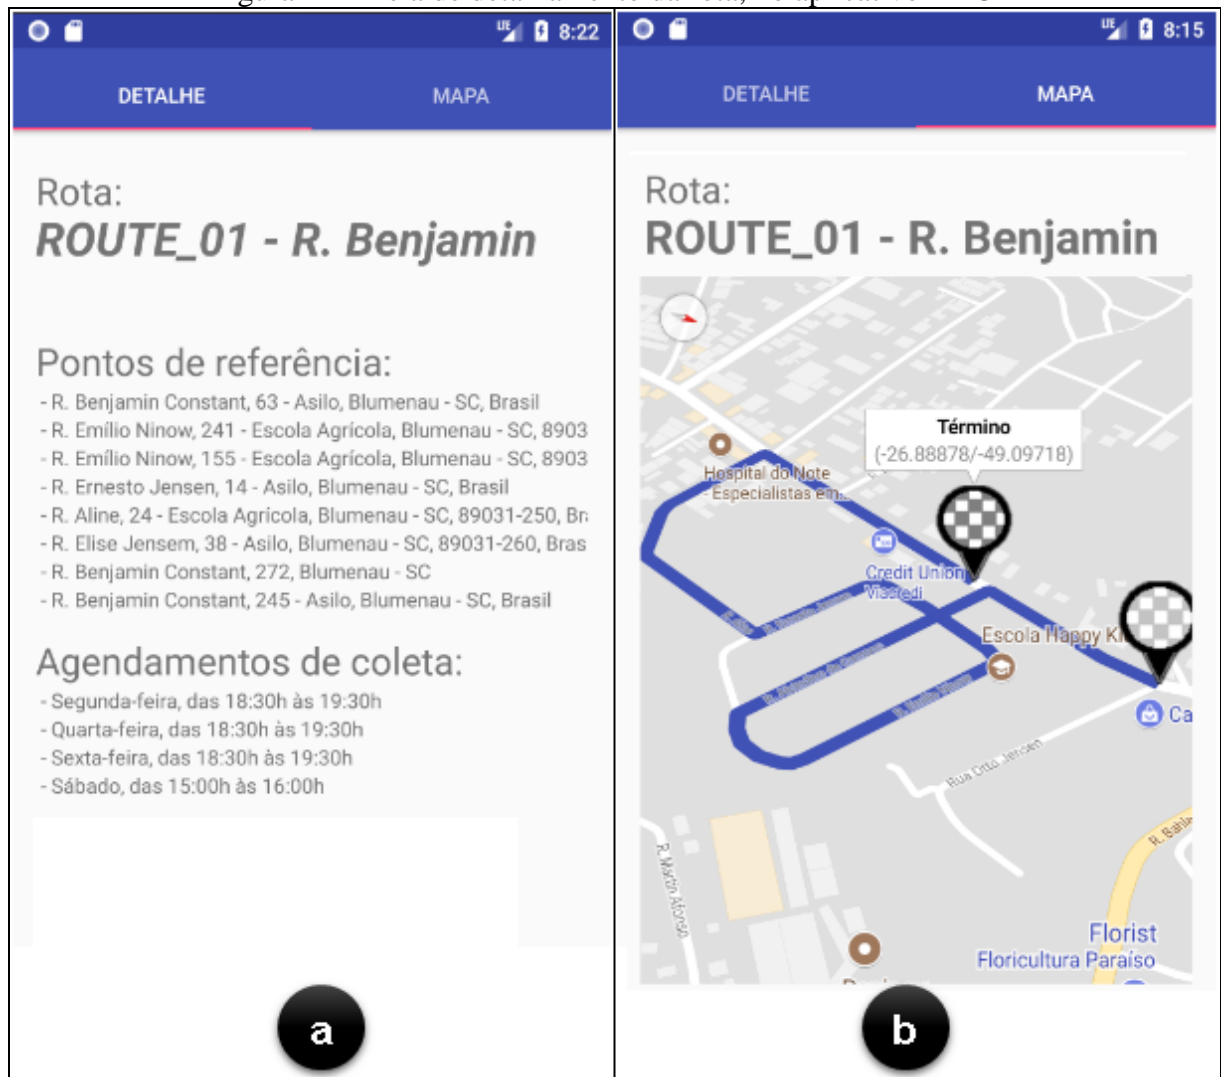 LTE 8:22
DETALHE MAPA
Rota:
ROUTE_01 - R. Benjamin
Pontos de referência:
- R. Benjamin Constant, 63 - Asilo, Blumenau - SC, Brasil
- R. Emílio Ninow, 241 - Escola Agrícola, Blumenau - SC, 8903
- R. Emílio Ninow, 155 - Escola Agrícola, Blumenau - SC, 8903
- R. Ernesto Jensen, 14 - Asilo, Blumenau - SC, Brasil
- R. Aline, 24 - Escola Agrícola, Blumenau - SC, 89031-250, Br
- R. Elise Jensem, 38 - Asilo, Blumenau - SC, 89031-260, Bras
- R. Benjamin Constant, 272, Blumenau - SC
- R. Benjamin Constant, 245 - Asilo, Blumenau - SC, Brasil
Agendamentos de coleta:
- Segunda-feira, das 18:30h às 19:30h
- Quarta-feira, das 18:30h às 19:30h
- Sexta-feira, das 18:30h às 19:30h
- Sábado, das 15:00h às 16:00h
a
LTE 8:15
DETALHE MAPA
Rota:
ROUTE_01 - R. Benjamin
Término
(-26.88878/-49.09718)
Hospital do Note
- Especialistas em...
Credit Union
Viacredi
Escola Happy Ki
Ca
Rua Otto Jensen
R. Bahia
R. Martin Afonso
Florist
Floricultura Paraíso
b